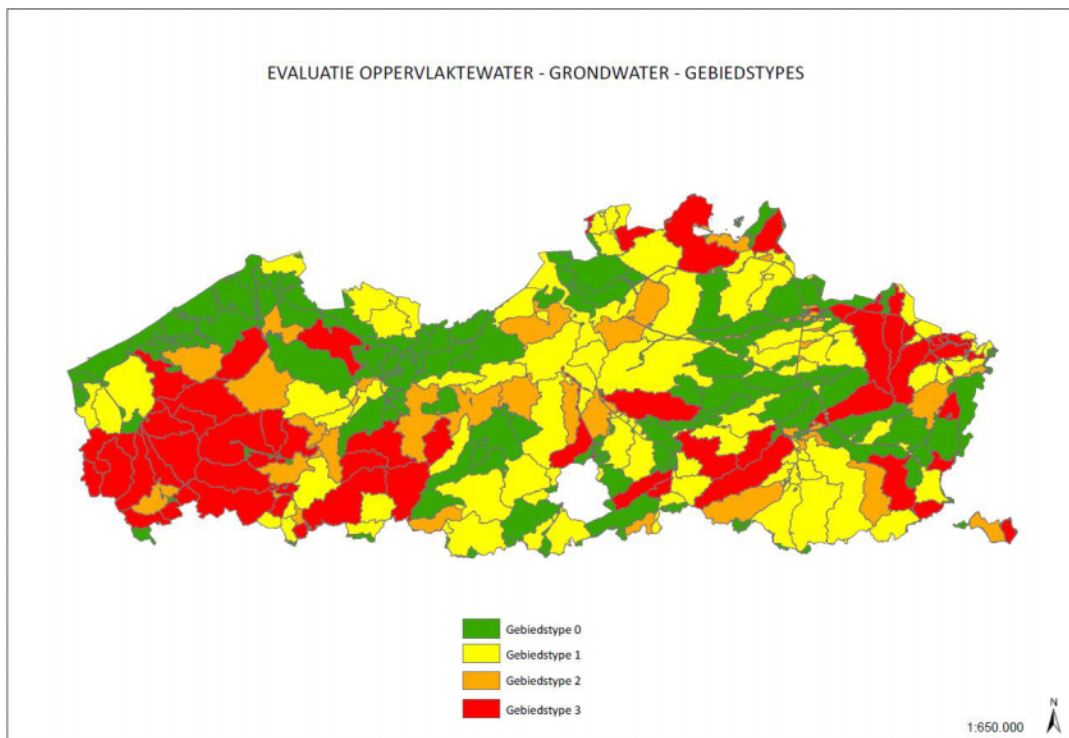 EVALUATIE OPPERVLAKTEWATER - GRONDWATER - GEBIEDSTYPES
Gebiedstype 0
Gebiedstype 1
Gebiedstype 2
Gebiedstype 3
N
1:650.000